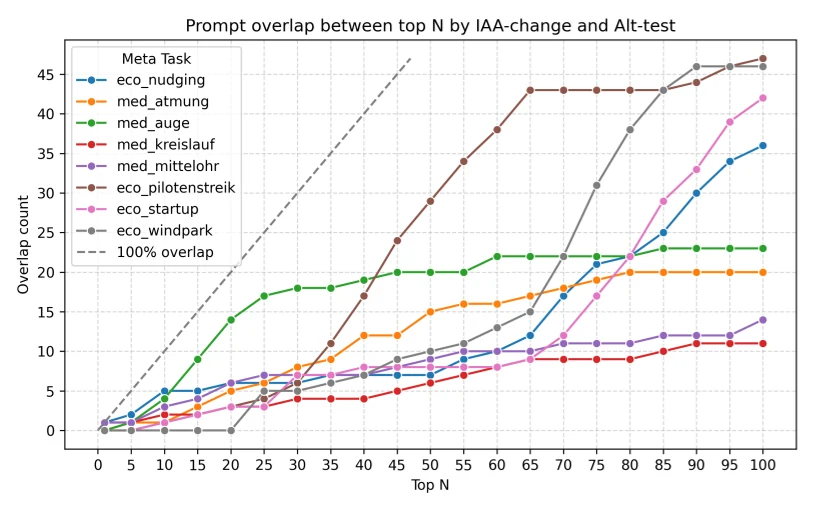 Prompt overlap between top N by IAA-change and Alt-test
Meta Task
eco_nudging
med_atmung
med_auge
med_kreislauf
med_mittelohr
eco_pilotenstreik
eco_startup
eco_windpark
100% overlap
Overlap count
45
40
35
30
25
20
15
10
5
0
0 5 10 15 20 25 30 35 40 45 50 55 60 65 70 75 80 85 90 95 100
Top N